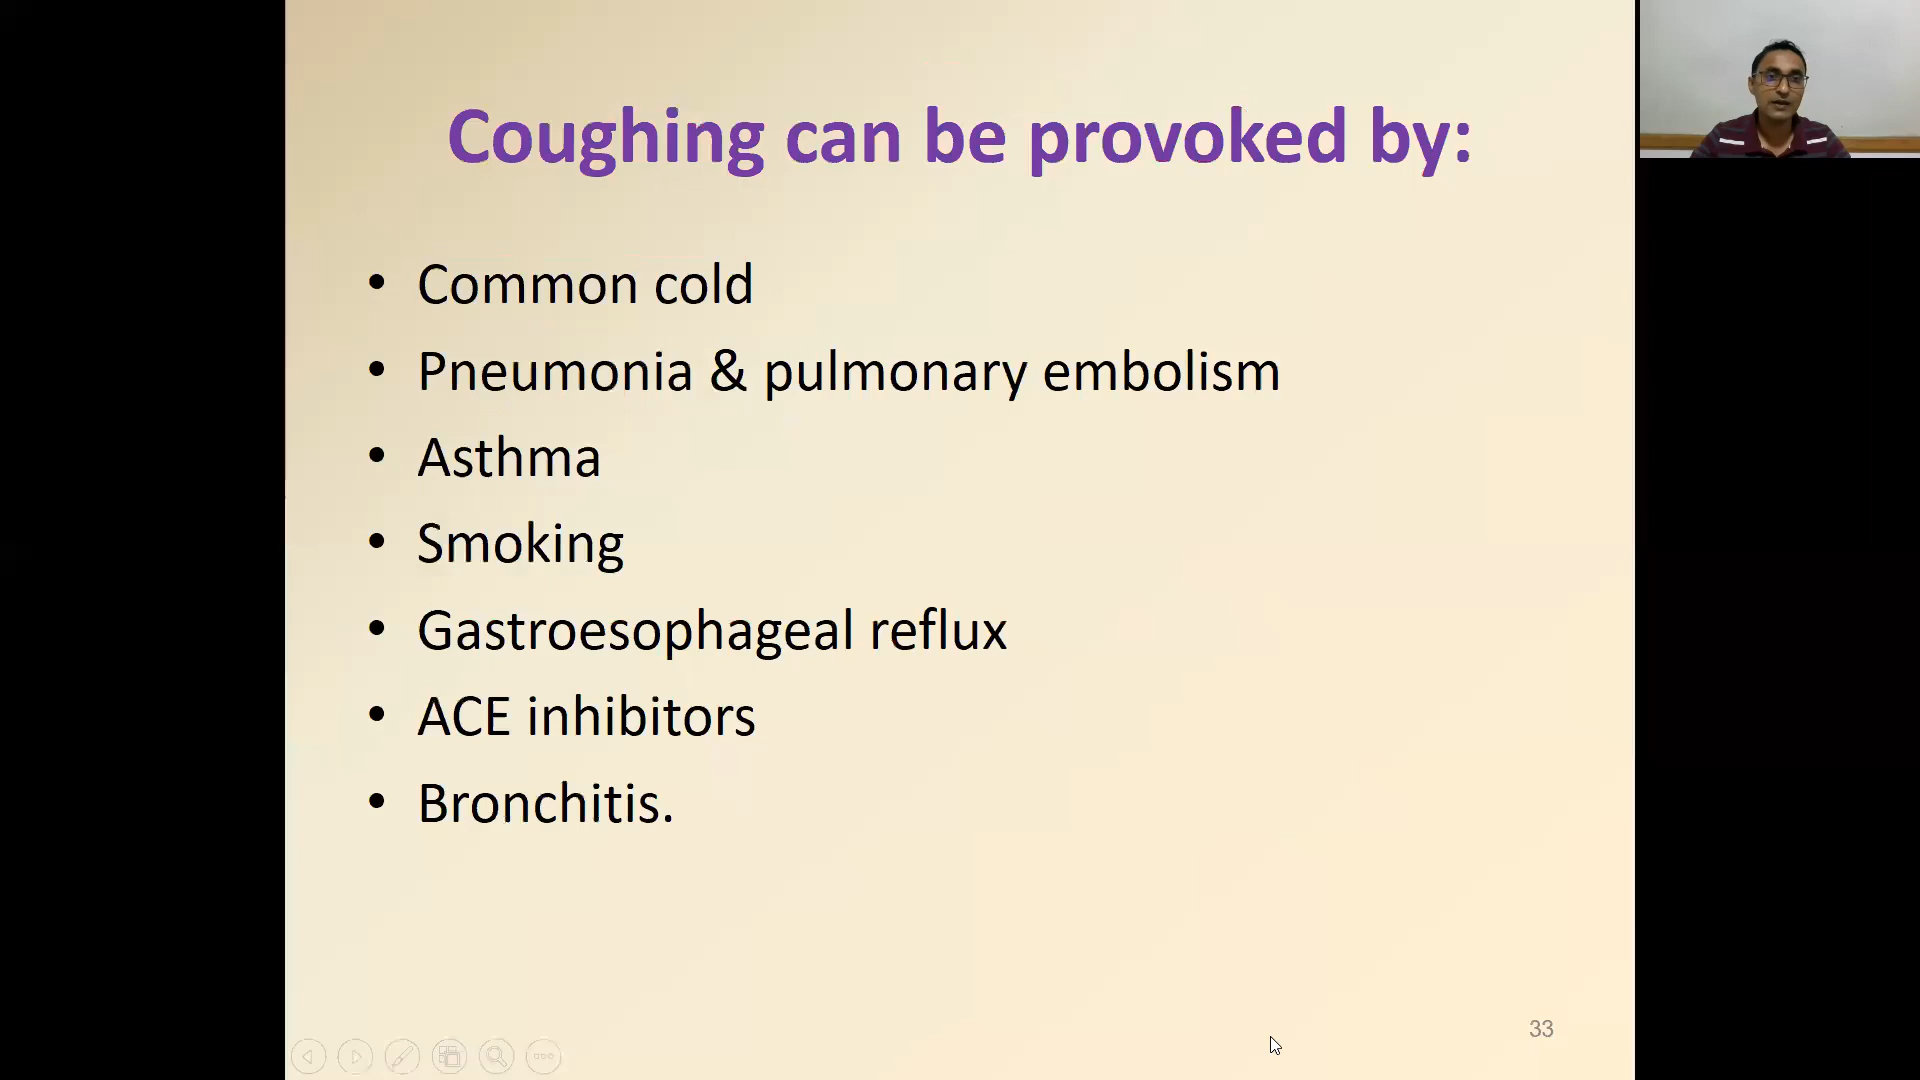 Coughing can be provoked by:
• Common cold
• Pneumonia & pulmonary embolism
• Asthma
• Smoking
• Gastroesophageal reflux
• ACE inhibitors
• Bronchitis.
33